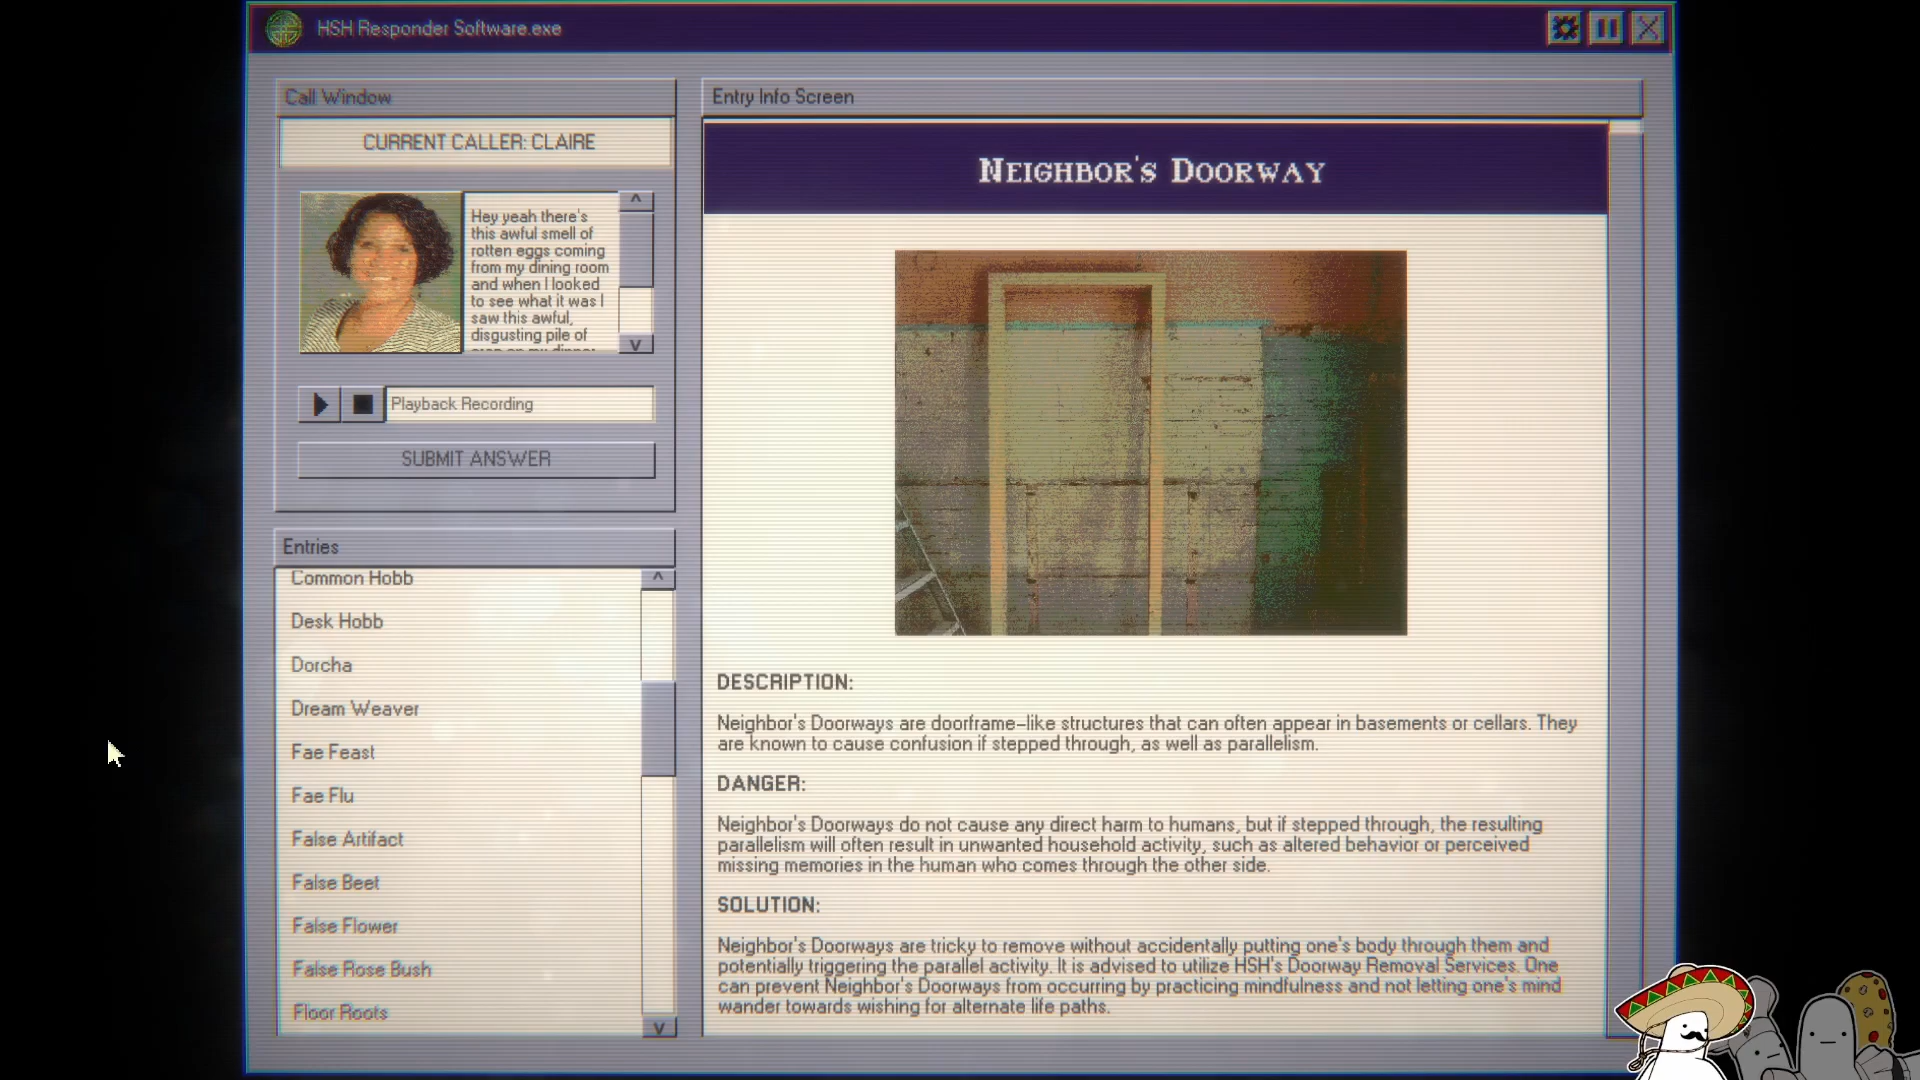 HSH Responder Software.exe
Call Window
CURRENT CALLER: CLAIRE
Hey yeah there's
this awful smell of
rotten eggs coming
from my dining room
and when I looked
to see what it was I
saw this awful,
disgusting pile of
Playback Recording
SUBMIT ANSWER
Entries
Common Hobb
Desk Hobb
Dorcha
Dream Weaver
Fae Feast
Fae Flu
False Artifact
False Beet
False Flower
False Rose Bush
Floor Roots
Entry Info Screen
NEIGHBOR'S DOORWAY
DESCRIPTION:
Neighbor's Doorways are doorframe-like structures that can often appear in basements or cellars. They
are known to cause confusion if stepped through, as well as parallelism.
DANGER:
Neighbor's Doorways do not cause any direct harm to humans, but if stepped through, the resulting
parallelism will often result in unwanted household activity, such as altered behavior or perceived
missing memories in the human who comes through the other side.
SOLUTION:
Neighbor's Doorways are tricky to remove without accidentally putting one's body through them and
potentially triggering the parallel activity. It is advised to utilize HSH's Doorway Removal Services. One
can prevent Neighbor's Doorways from occurring by practicing mindfulness and not letting one's mind
wander towards wishing for alternate life paths.